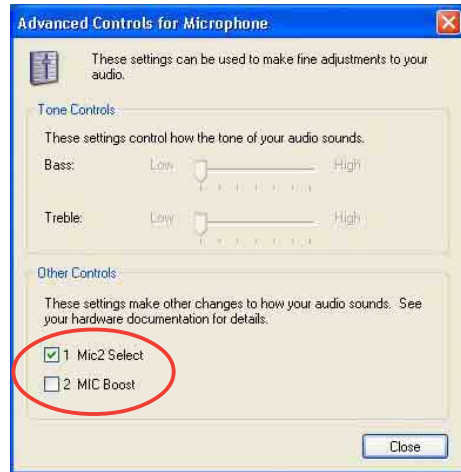 Advanced Controls for Microphone
These settings can be used to make fine adjustments to your
audio.
Tone Controls
These settings control how the tone of your audio sounds.
Bass: Low High
Treble: Low High
Other Controls
These settings make other changes to how your audio sounds. See
your hardware documentation for details.
1 Mic2 Select
2 MIC Boost
Close